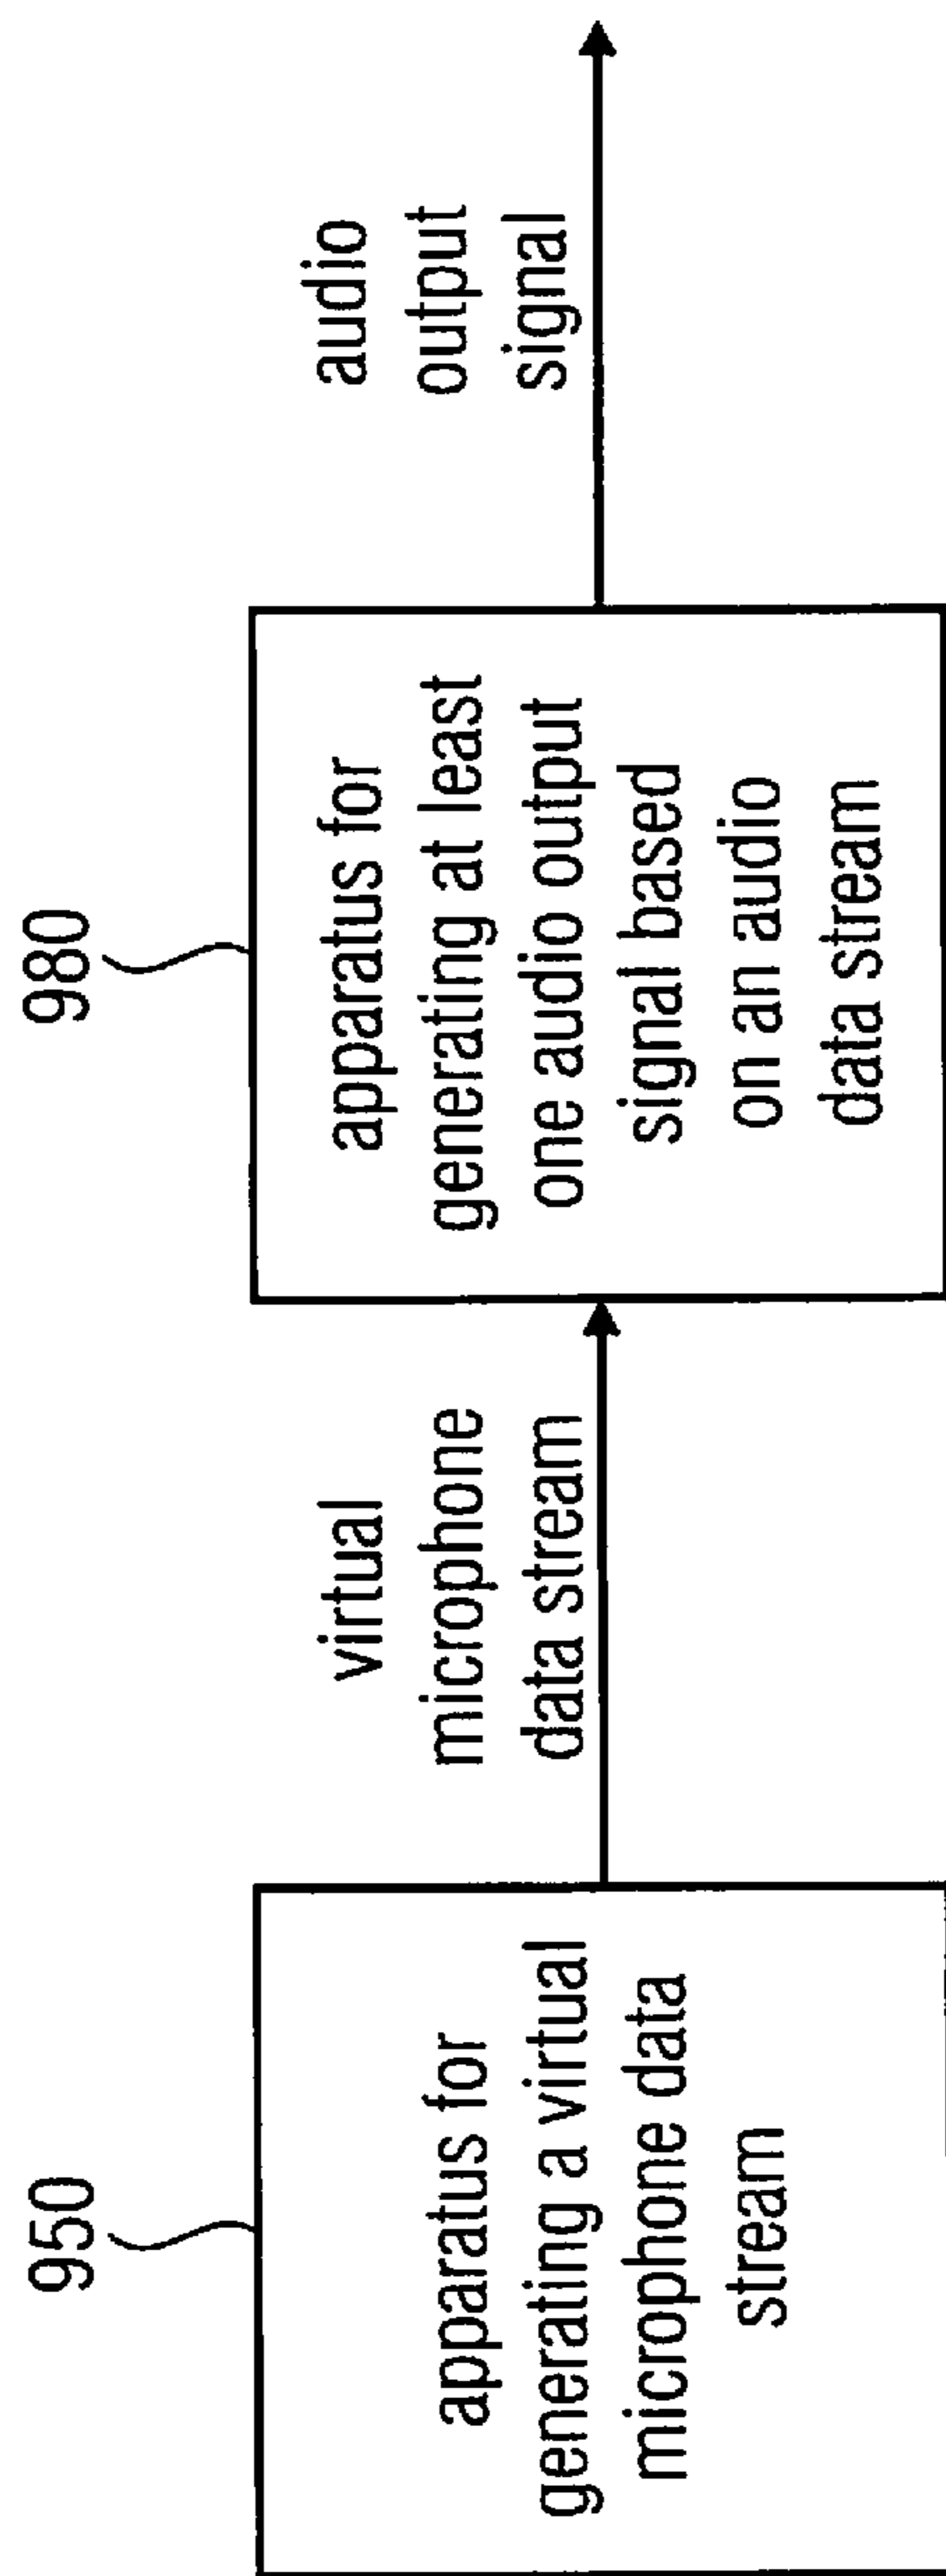 950
apparatus for
generating a virtual
microphone data
stream
virtual
microphone
data stream
980
apparatus for
generating at least
one audio output
signal based
on an audio
data stream
audio
output
signal